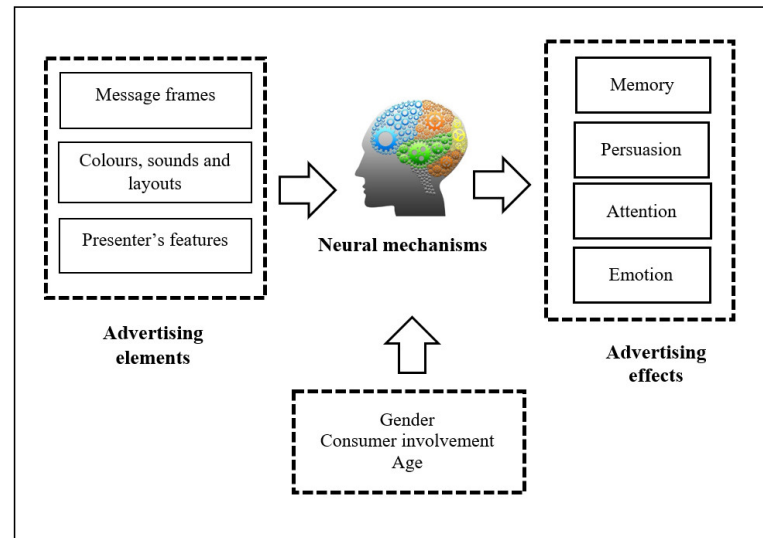 Message frames
Colours, sounds and
layouts
Presenter's features
Advertising
elements
Neural mechanisms
Gender
Consumer involvement
Age
Memory
Persuasion
Attention
Emotion
Advertising
effects